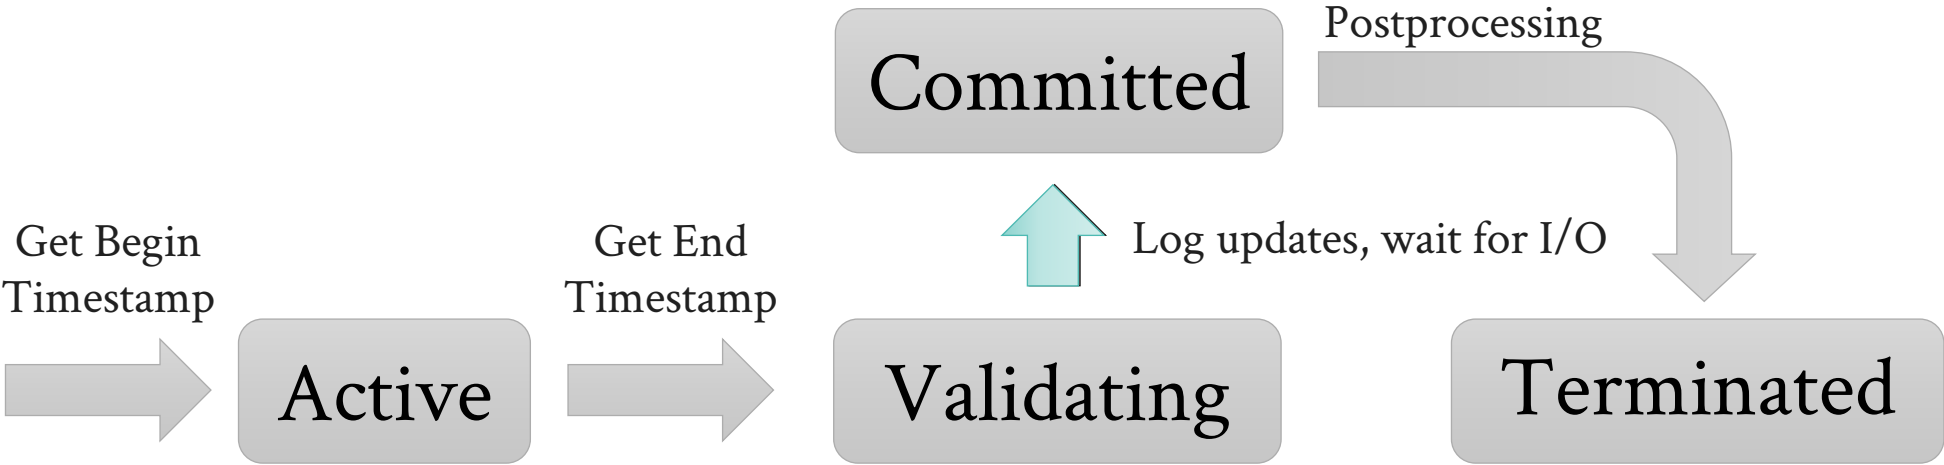 Postprocessing
Committed
Log updates, wait for I/O
Get Begin
Timestamp
Get End
Timestamp
Active
Validating
Terminated